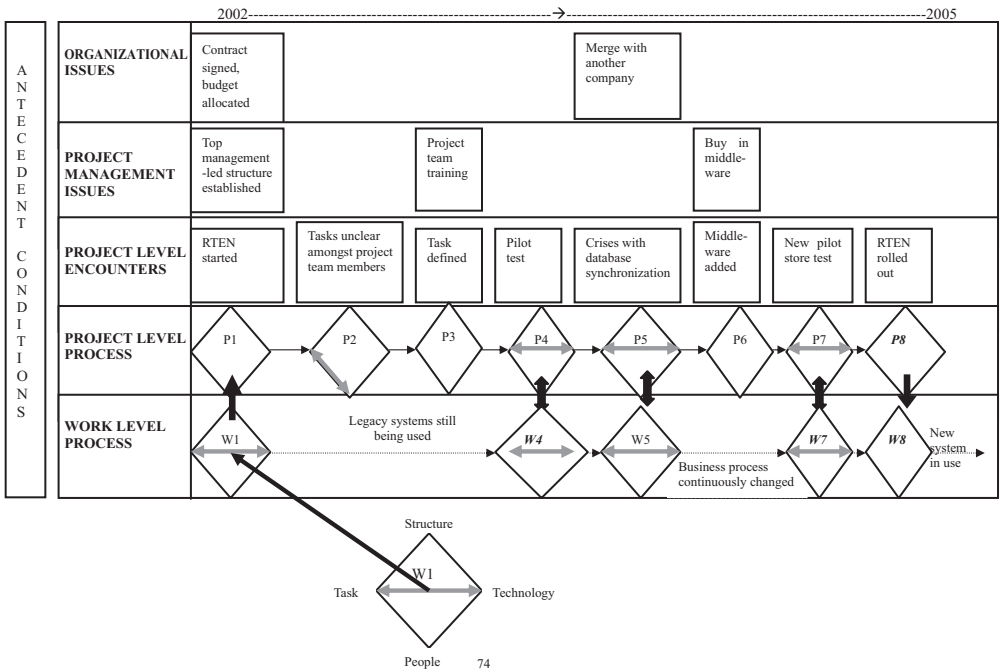 2002--------------------------------------------------→----------------------------------------------------------2005
ANTECEDENT CONDITIONS
ORGANIZATIONAL
ISSUES
Contract
signed,
budget
allocated
Merge with
another
company
PROJECT
MANAGEMENT
ISSUES
Top
management
-led structure
established
Project
team
training
Buy in
middle-
ware
PROJECT LEVEL
ENCOUNTERS
RTEN
started
Tasks unclear
amongst project
team members
Task
defined
Pilot
test
Crises with
database
synchronization
Middle-
ware
added
New pilot
store test
RTEN
rolled
out
PROJECT LEVEL
PROCESS
P1
P2
P3
P4
P5
P6
P7
P8
WORK LEVEL
PROCESS
W1
Legacy systems still
being used
W4
W5
Business process
continuously changed
W7
W8
New
system
in use
Structure
W1
Task
Technology
People
74